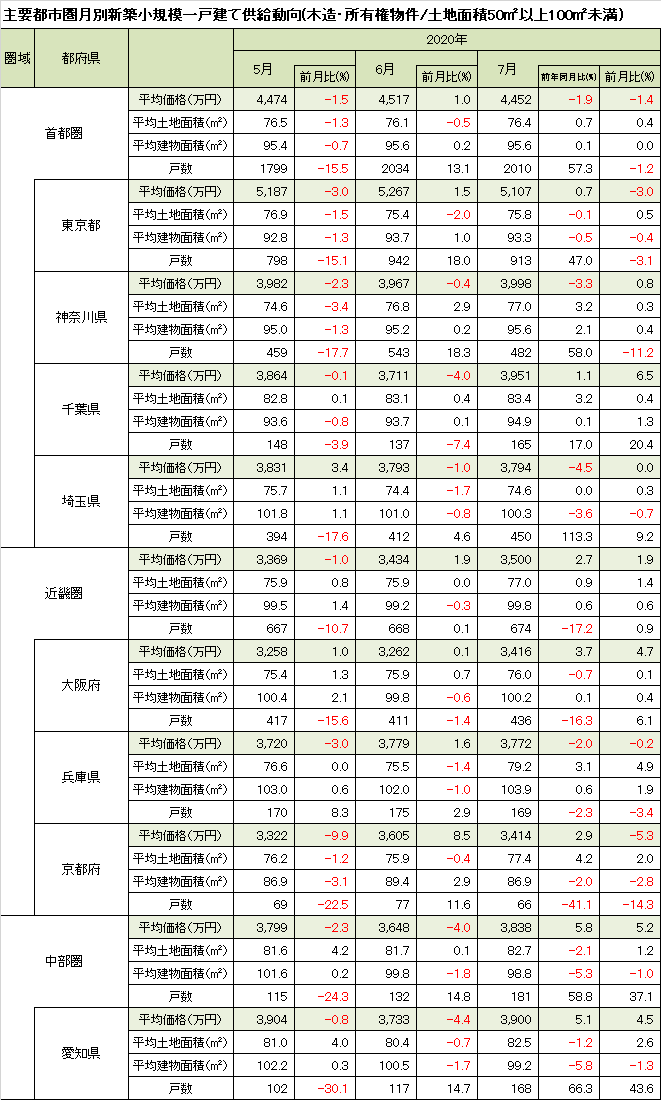 主要都市圏月別新築小規模一戸建て供給動向(木造・所有権物件/土地面積50㎡以上100㎡未満)
圏域 都府県 2020年
5月 前月比(%) 6月 前月比(%) 7月 前年同月比(%) 前月比(%)
首都圏
平均価格(万円) 4,474 -1.5 4,517 1.0 4,452 -1.9 -1.4
平均土地面積(㎡) 76.5 -1.3 76.1 -0.5 76.4 0.7 0.4
平均建物面積(㎡) 95.4 -0.7 95.6 0.2 95.6 0.1 0.0
戸数 1799 -15.5 2034 13.1 2010 57.3 -1.2
東京都
平均価格(万円) 5,187 -3.0 5,267 1.5 5,107 0.7 -3.0
平均土地面積(㎡) 76.9 -1.5 75.4 -2.0 75.8 -0.1 0.5
平均建物面積(㎡) 92.8 -1.3 93.7 1.0 93.3 -0.5 -0.4
戸数 798 -15.1 942 18.0 913 47.0 -3.1
神奈川県
平均価格(万円) 3,982 -2.3 3,967 -0.4 3,998 -3.3 0.8
平均土地面積(㎡) 74.6 -3.4 76.8 2.9 77.0 3.2 0.3
平均建物面積(㎡) 95.0 -1.3 95.2 0.2 95.6 2.1 0.4
戸数 459 -17.7 543 18.3 482 58.0 -11.2
千葉県
平均価格(万円) 3,864 -0.1 3,711 -4.0 3,951 1.1 6.5
平均土地面積(㎡) 82.8 0.1 83.1 0.4 83.4 3.2 0.4
平均建物面積(㎡) 93.6 -0.8 93.7 0.1 94.9 0.1 1.3
戸数 148 -3.9 137 -7.4 165 17.0 20.4
埼玉県
平均価格(万円) 3,831 3.4 3,793 -1.0 3,794 -4.5 0.0
平均土地面積(㎡) 75.7 1.1 74.4 -1.7 74.6 0.0 0.3
平均建物面積(㎡) 101.8 1.1 101.0 -0.8 100.3 -3.6 -0.7
戸数 394 -17.6 412 4.6 450 113.3 9.2
近畿圏
平均価格(万円) 3,369 -1.0 3,434 1.9 3,500 2.7 1.9
平均土地面積(㎡) 75.9 0.8 75.9 0.0 77.0 0.9 1.4
平均建物面積(㎡) 99.5 1.4 99.2 -0.3 99.8 0.6 0.6
戸数 667 -10.7 668 0.1 674 -17.2 0.9
大阪府
平均価格(万円) 3,258 1.0 3,262 0.1 3,416 3.7 4.7
平均土地面積(㎡) 75.4 1.3 75.9 0.7 76.0 -0.7 0.1
平均建物面積(㎡) 100.4 2.1 99.8 -0.6 100.2 0.1 0.4
戸数 417 -15.6 411 -1.4 436 -16.3 6.1
兵庫県
平均価格(万円) 3,720 -3.0 3,779 1.6 3,772 -2.0 -0.2
平均土地面積(㎡) 76.6 0.0 75.5 -1.4 79.2 3.1 4.9
平均建物面積(㎡) 103.0 0.6 102.0 -1.0 103.9 0.6 1.9
戸数 170 8.3 175 2.9 169 -2.3 -3.4
京都府
平均価格(万円) 3,322 -9.9 3,605 8.5 3,414 2.9 -5.3
平均土地面積(㎡) 76.2 -1.2 75.9 -0.4 77.4 4.2 2.0
平均建物面積(㎡) 86.9 -3.1 89.4 2.9 86.9 -2.0 -2.8
戸数 69 -22.5 77 11.6 66 -41.1 -14.3
中部圏
平均価格(万円) 3,799 -2.3 3,648 -4.0 3,838 5.8 5.2
平均土地面積(㎡) 81.6 4.2 81.7 0.1 82.7 -2.1 1.2
平均建物面積(㎡) 101.6 0.2 99.8 -1.8 98.8 -5.3 -1.0
戸数 115 -24.3 132 14.8 181 58.8 37.1
愛知県
平均価格(万円) 3,904 -0.8 3,733 -4.4 3,900 5.1 4.5
平均土地面積(㎡) 81.0 4.0 80.4 -0.7 82.5 -1.2 2.6
平均建物面積(㎡) 102.2 0.3 100.5 -1.7 99.2 -5.8 -1.3
戸数 102 -30.1 117 14.7 168 66.3 43.6